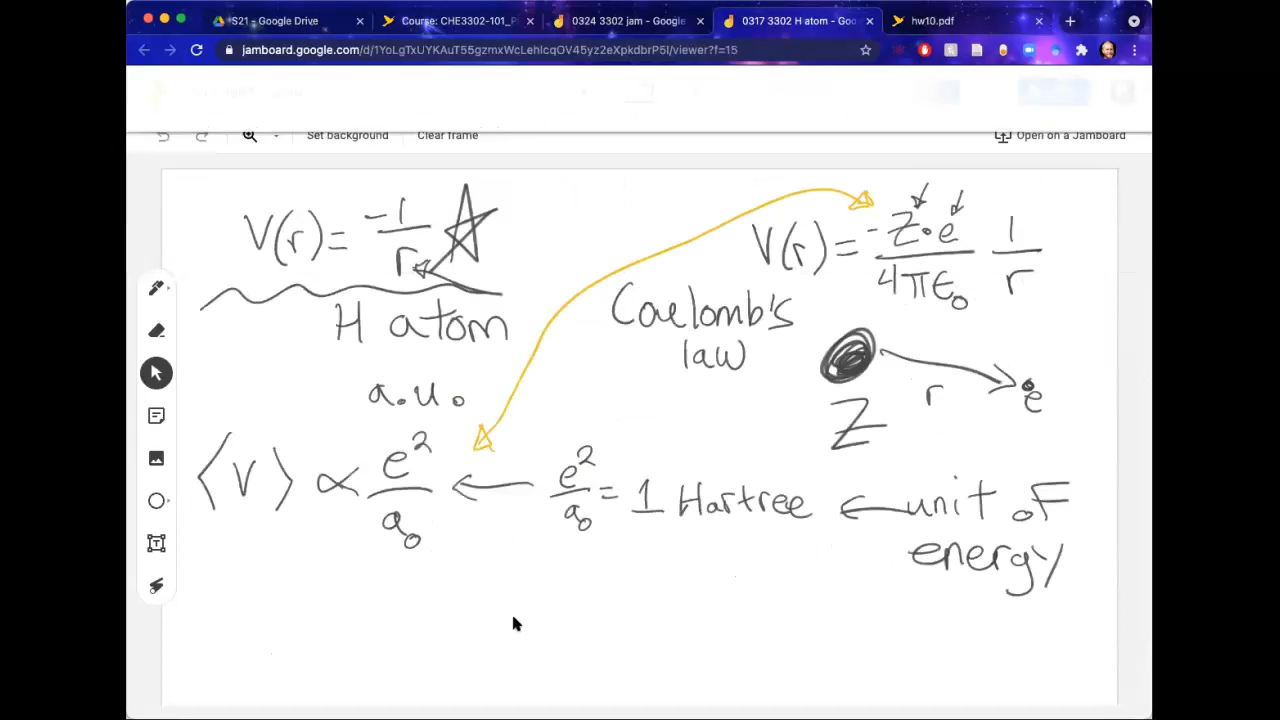 S21 - Google Drive
Course: CHE3302-101_P
0324 3302 jam - Google
0317 3302 H atom - Goo
hw10.pdf
jamboard.google.com/d/1YoLgTxUYKAuT55gzmxWcLehlcqOV45yz2eXpkdbrP5I/viewer?f=15
Set background
Clear frame
Open on a Jamboard
V(r) = -1/r
H atom
V(r) = -Z·e/4πϵ₀ 1/r
Caelomb's
law
r
e
Z
a.u.
⟨V⟩ ∝ e²/a₀ ← e²/a₀ = 1 Hartree ← unit of
energy